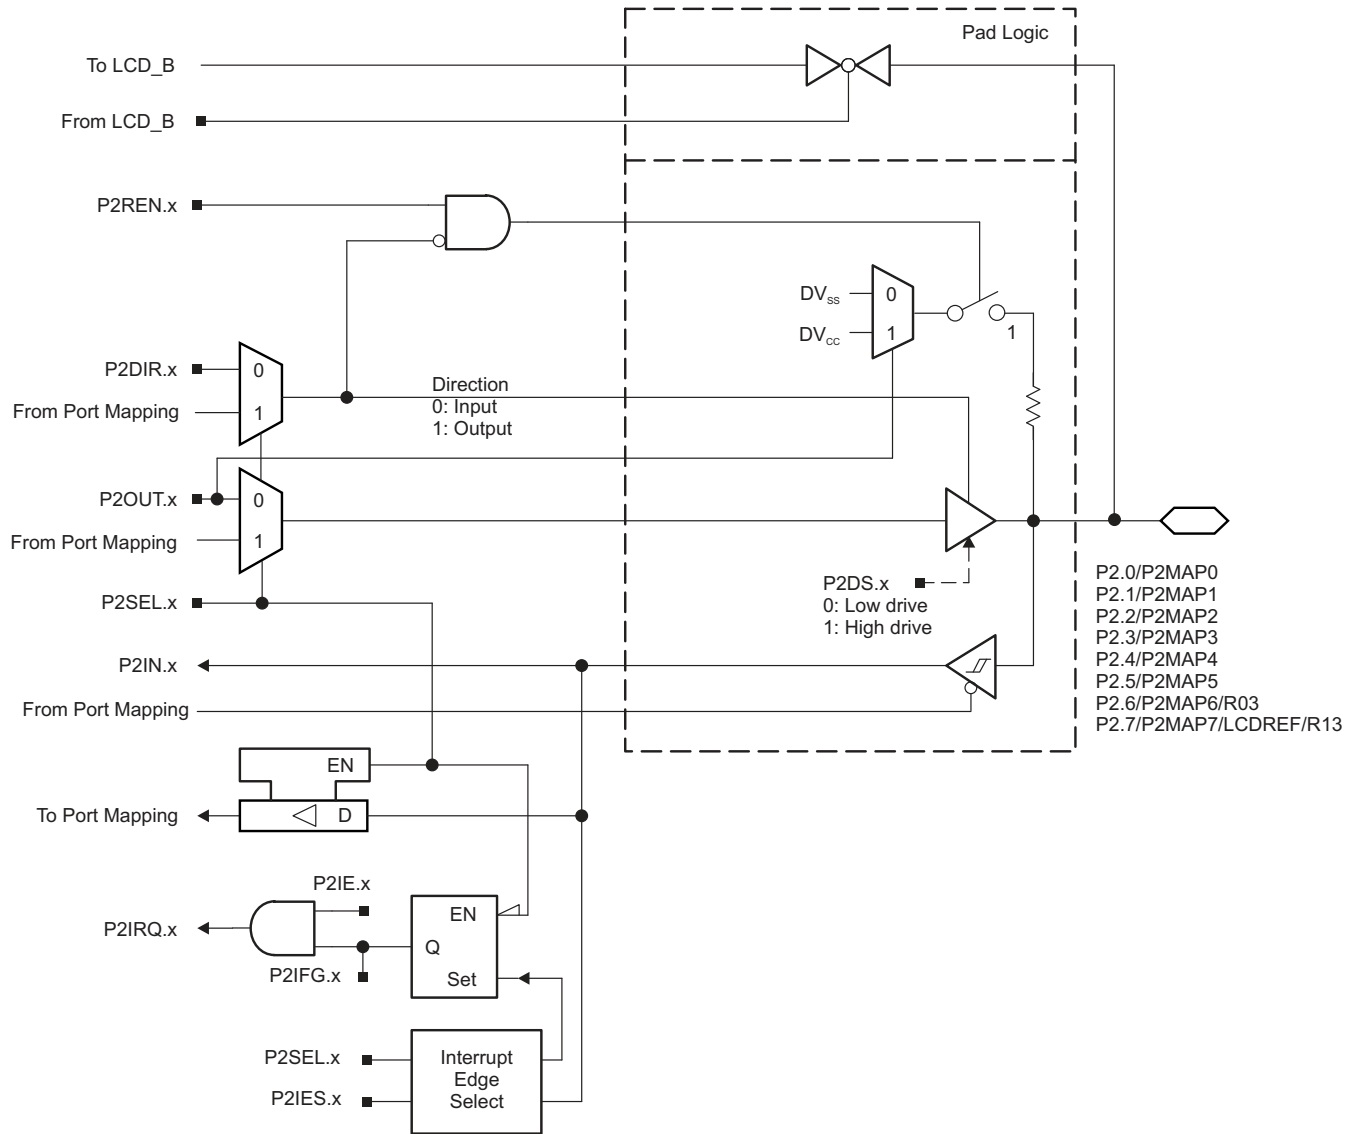 Pad Logic
To LCD_B
From LCD_B
P2REN.x
DVSS
0
DVCC
1
1
P2DIR.x
0
From Port Mapping
1
Direction
0: Input
1: Output
P2OUT.x
0
From Port Mapping
1
P2SEL.x
P2DS.x
0: Low drive
1: High drive
P2.0/P2MAP0
P2.1/P2MAP1
P2.2/P2MAP2
P2.3/P2MAP3
P2.4/P2MAP4
P2.5/P2MAP5
P2.6/P2MAP6/R03
P2.7/P2MAP7/LCDREF/R13
P2IN.x
From Port Mapping
EN
To Port Mapping
D
P2IE.x
P2IRQ.x
P2IFG.x
EN
Q
Set
P2SEL.x
P2IES.x
Interrupt
Edge
Select